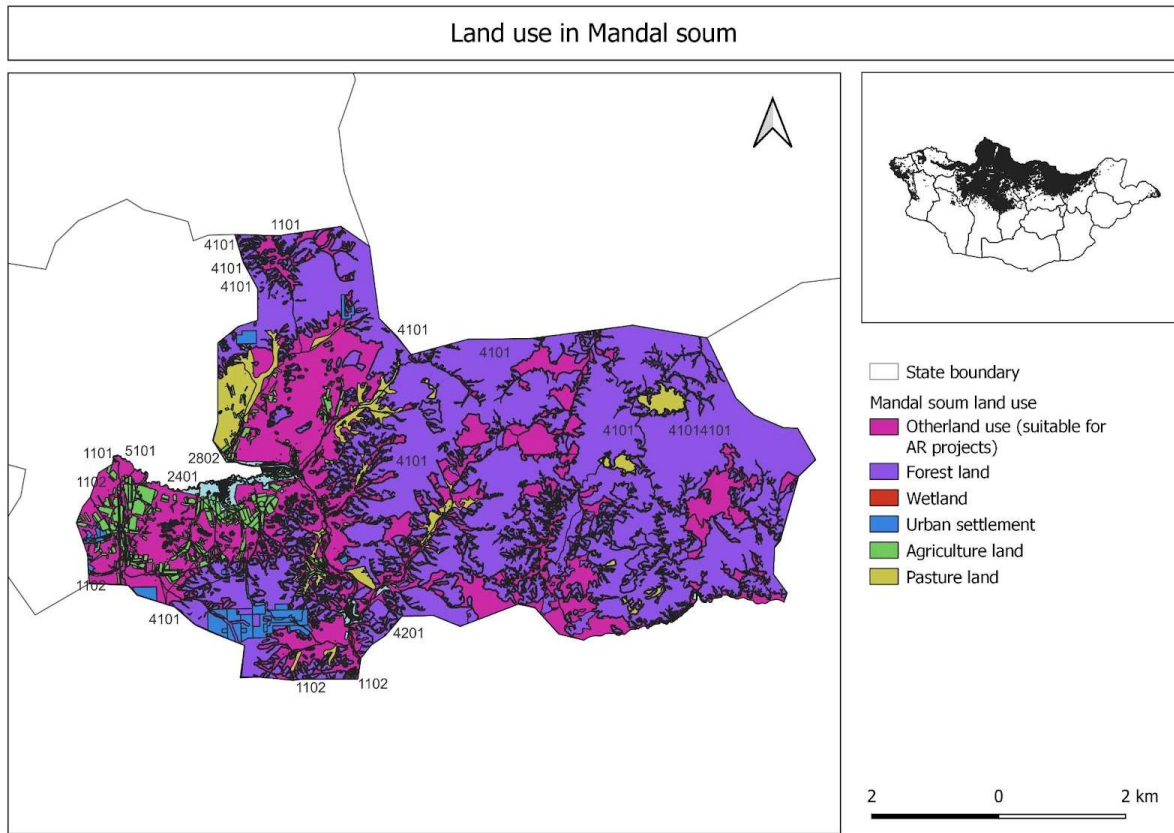 Land use in Mandal soum
1101
4101
4101
4101
4101
4101
4101
41014101
4101
1101
5101
2802
1102
2401
1102
4101
4201
1102
1102
State boundary
Mandal soum land use
Otherland use (suitable for
AR projects)
Forest land
Wetland
Urban settlement
Agriculture land
Pasture land
2 0 2 km